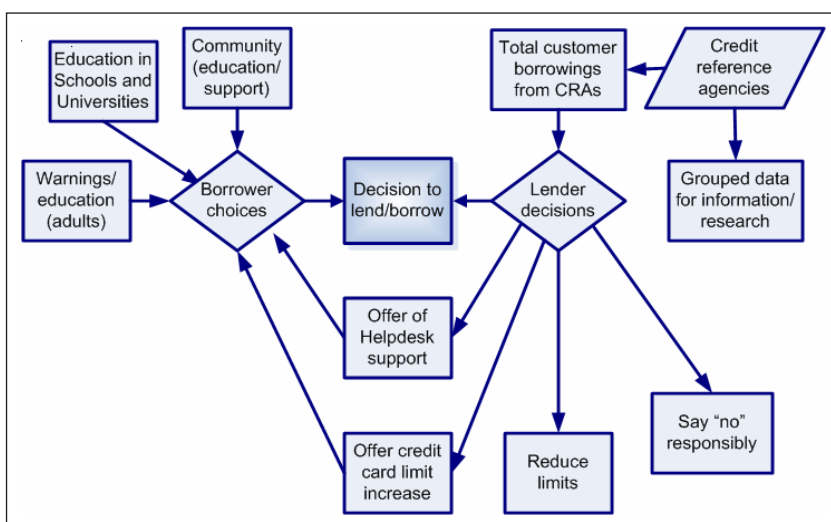 Education in
Schools and
Universities
Community
(education/
support)
Total customer
borrowings
from CRAs
Credit
reference
agencies
Warnings/
education
(adults)
Borrower
choices
Decision to
lend/borrow
Lender
decisions
Grouped data
for information/
research
Offer of
Helpdesk
support
Offer credit
card limit
increase
Reduce
limits
Say “no”
responsibly